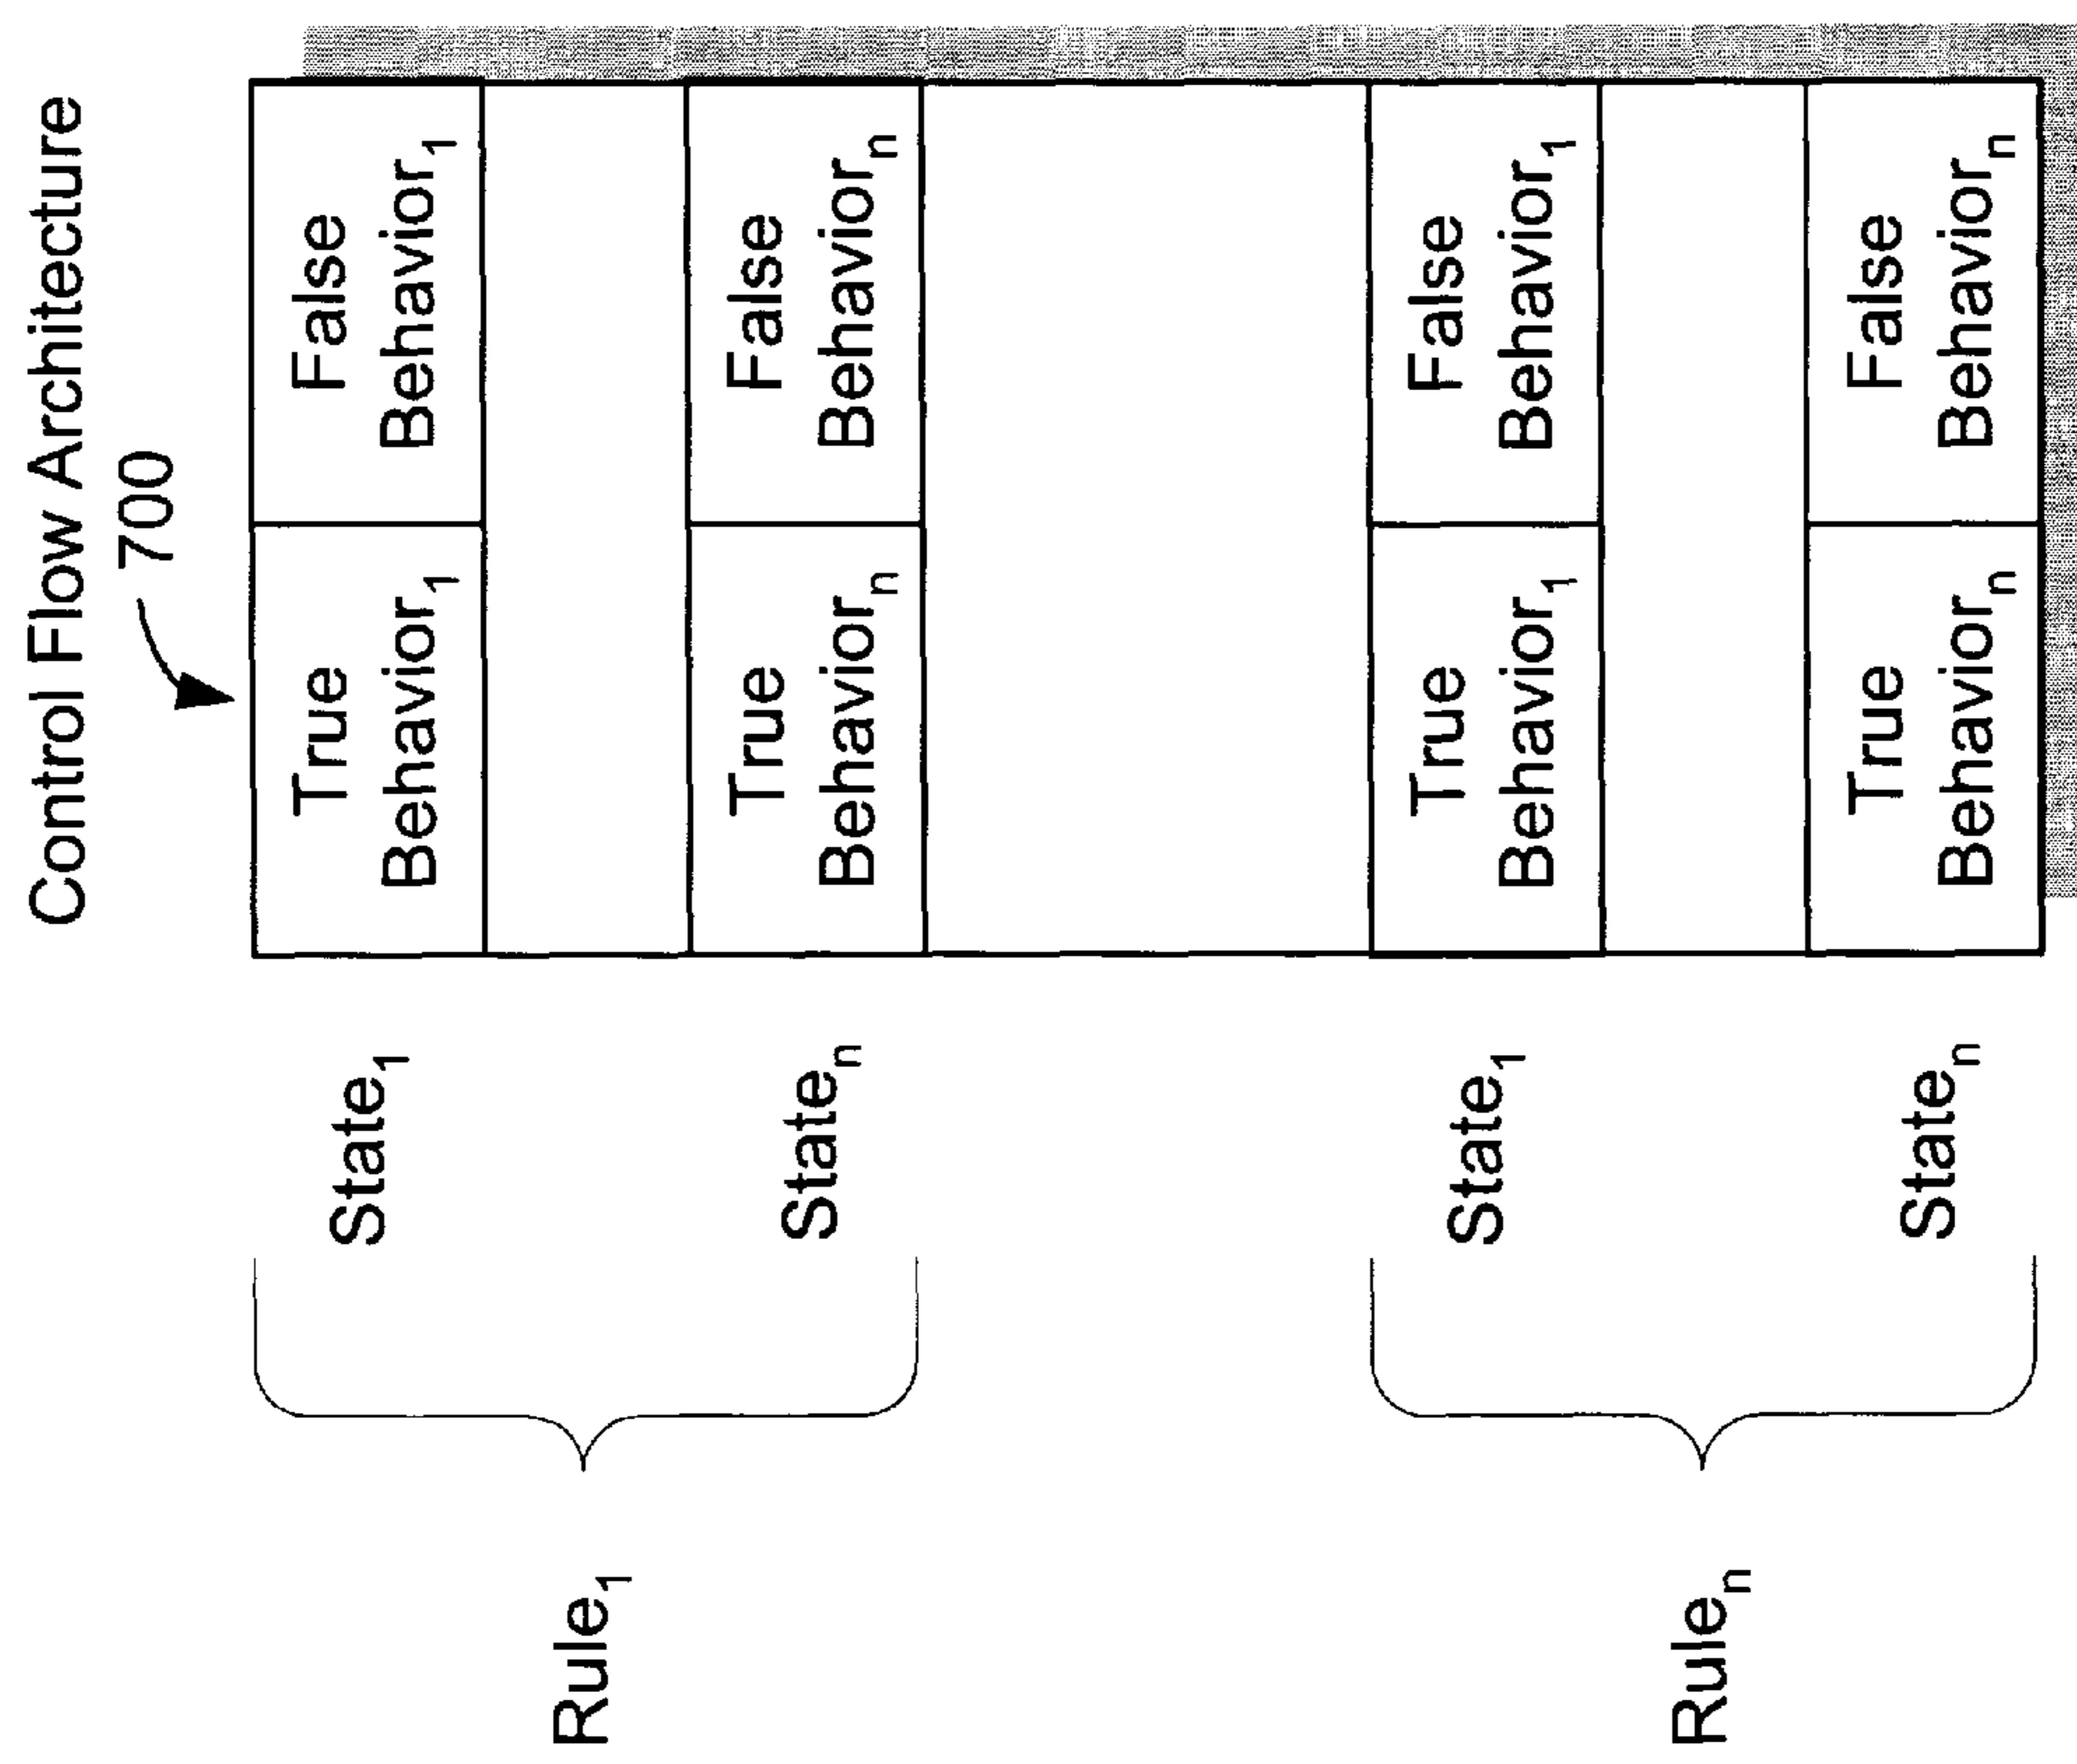 Control Flow Architecture
700
Rule₁
State₁
True
Behavior₁
False
Behavior₁
Stateₙ
True
Behaviorₙ
False
Behaviorₙ
Ruleₙ
State₁
True
Behavior₁
False
Behavior₁
Stateₙ
True
Behaviorₙ
False
Behaviorₙ